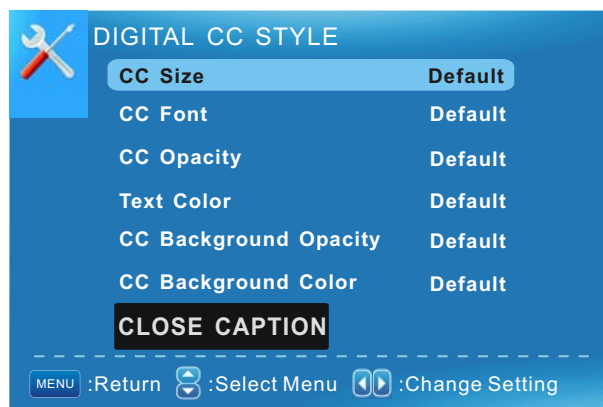 DIGITAL CC STYLE
CC Size Default
CC Font Default
CC Opacity Default
Text Color Default
CC Background Opacity Default
CC Background Color Default
CLOSE CAPTION
MENU :Return :Select Menu :Change Setting